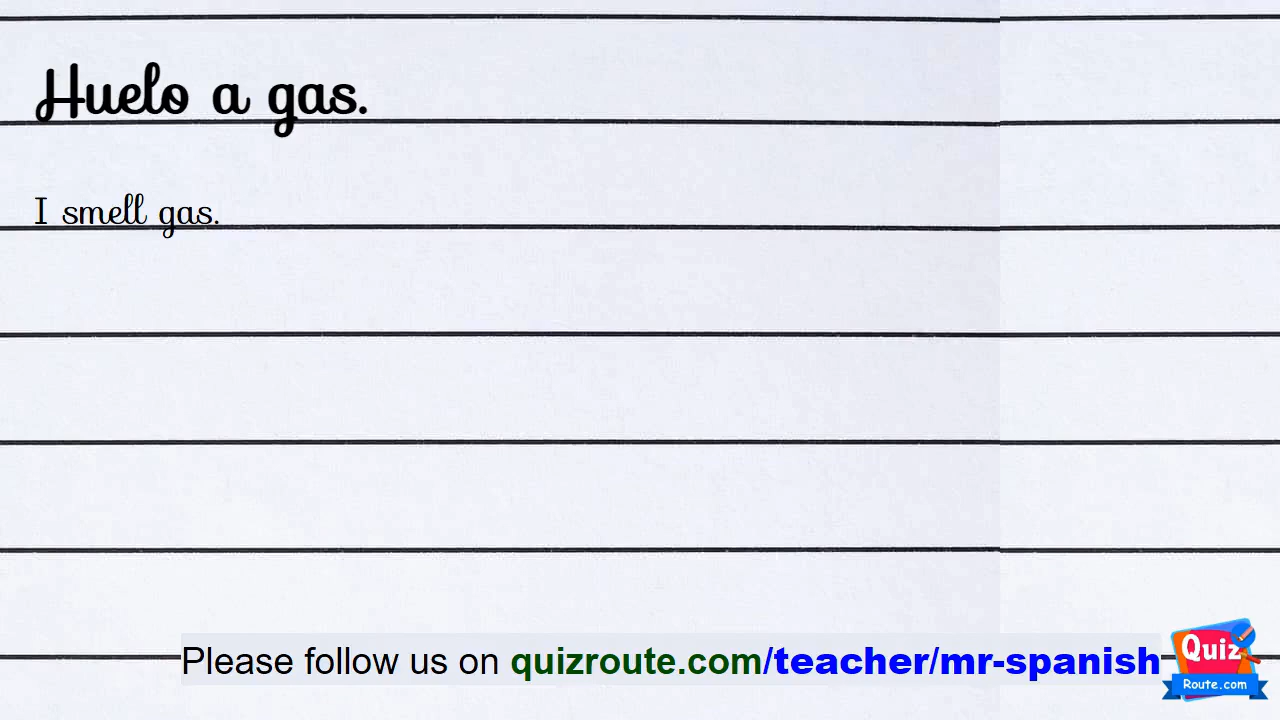 Huelo a gas.
I smell gas.
Please follow us on quizroute.com/teacher/mr-spanish
Quiz
Route.com